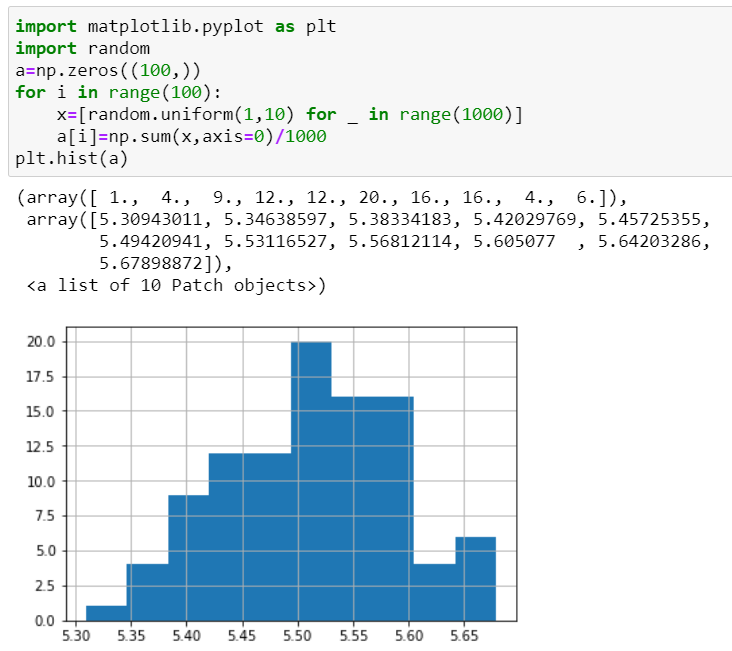 import matplotlib.pyplot as plt
import random
a=np.zeros((100,))
for i in range(100):
    x=[random.uniform(1,10) for _ in range(1000)]
    a[i]=np.sum(x,axis=0)/1000
plt.hist(a)
(array([ 1.,  4.,  9., 12., 12., 20., 16., 16.,  4.,  6.]),
 array([5.30943011, 5.34638597, 5.38334183, 5.42029769, 5.45725355,
        5.49420941, 5.53116527, 5.56812114, 5.605077  , 5.64203286,
        5.67898872]),
 <a list of 10 Patch objects>)
20.0
17.5
15.0
12.5
10.0
7.5
5.0
2.5
0.0
5.30 5.35 5.40 5.45 5.50 5.55 5.60 5.65